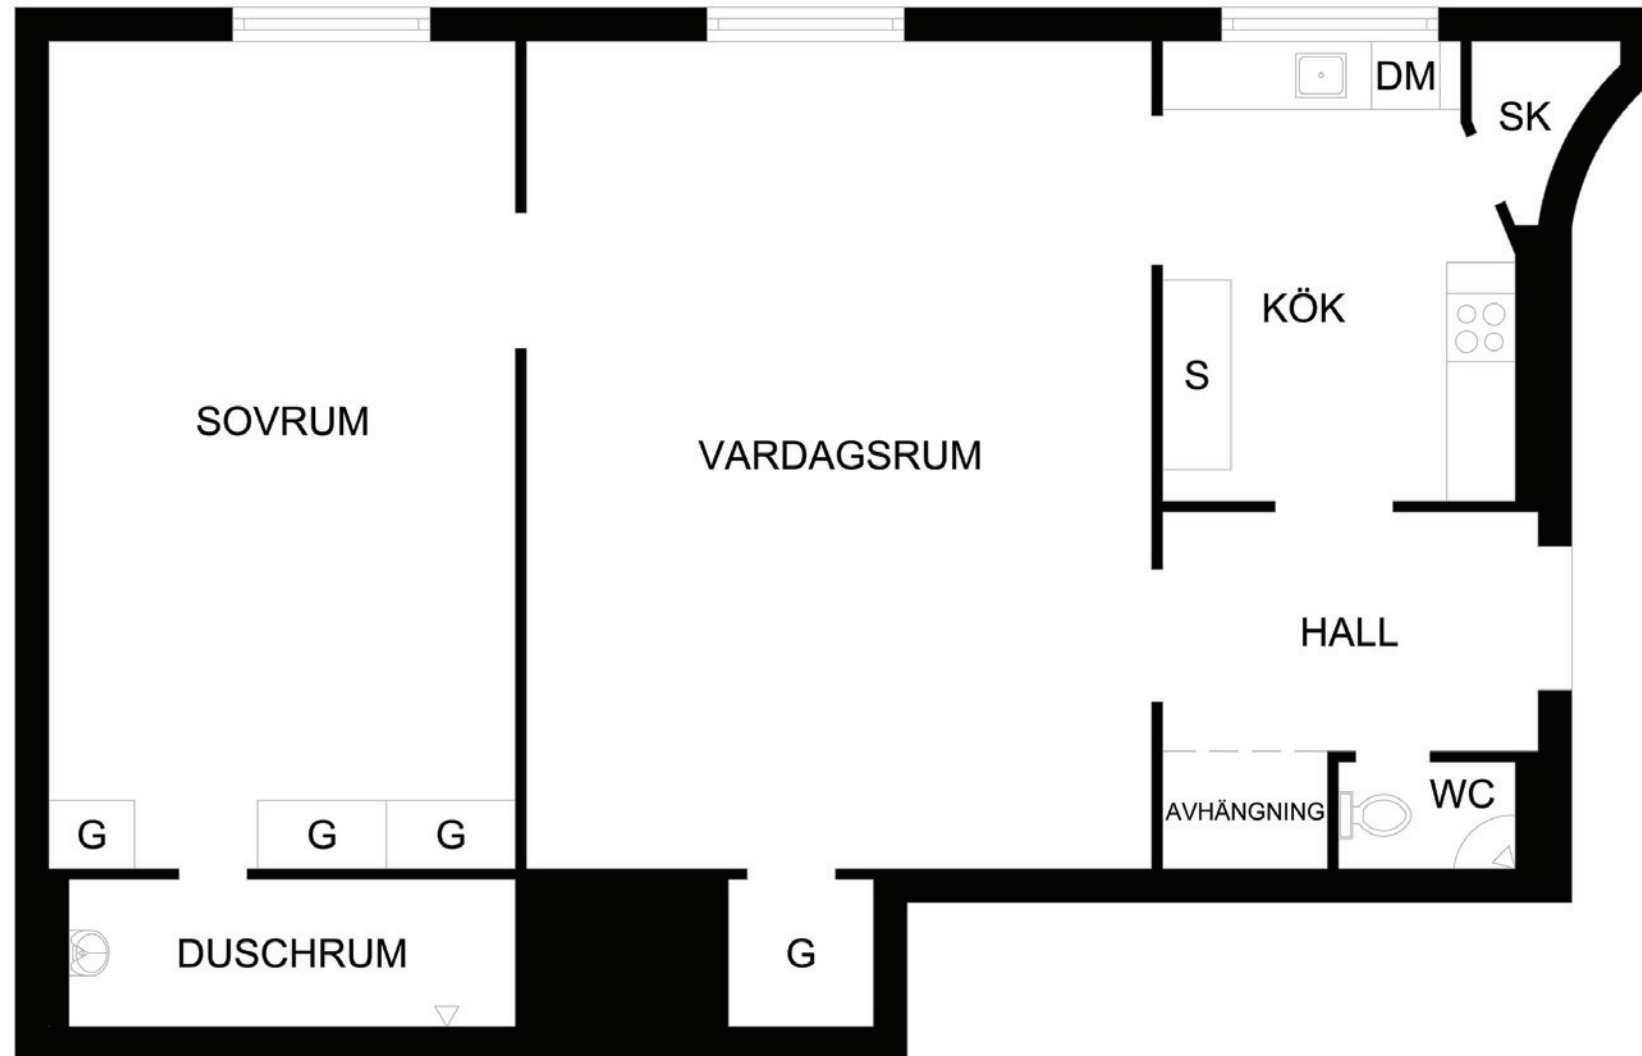 DM
SK
KÖK
S
SOVRUM
VARDAGSRUM
HALL
WC
AVHÄNGNING
G
G
G
DUSCHRUM
G